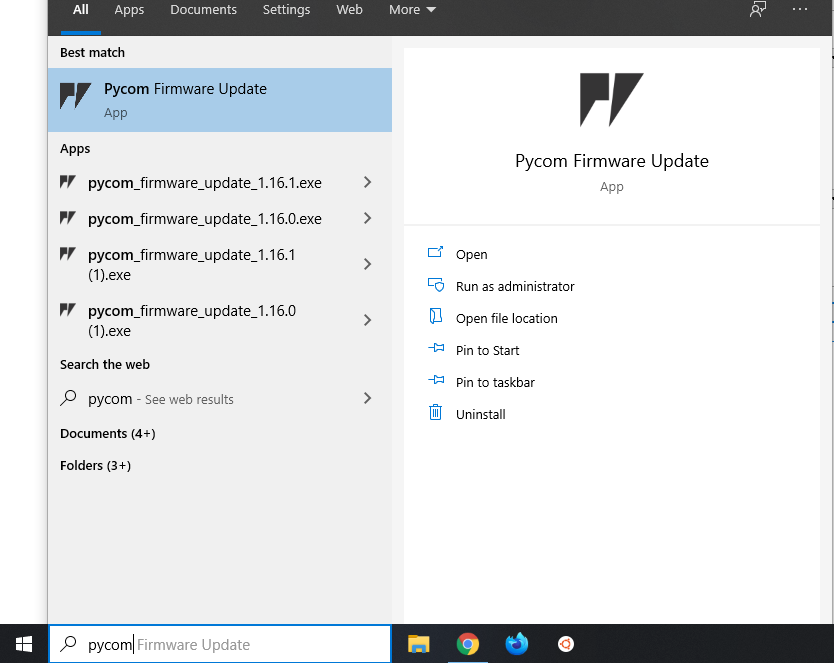 All Apps Documents Settings Web More
Best match
Pycom Firmware Update
App
Apps
pycom_firmware_update_1.16.1.exe
pycom_firmware_update_1.16.0.exe
pycom_firmware_update_1.16.1
(1).exe
pycom_firmware_update_1.16.0
(1).exe
Search the web
pycom - See web results
Documents (4+)
Folders (3+)
Pycom Firmware Update
App
Open
Run as administrator
Open file location
Pin to Start
Pin to taskbar
Uninstall
pycom Firmware Update